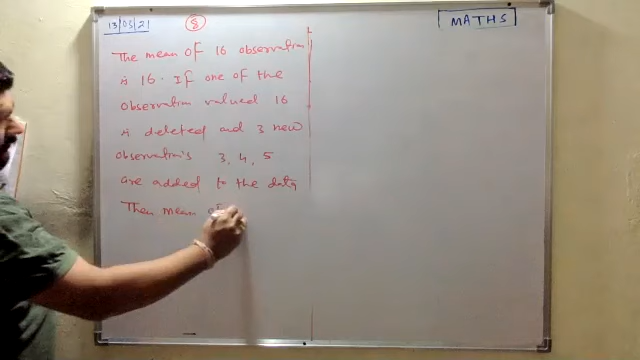 13/05/21
8
MATHS
The mean of 16 observation
is 16. If one of the
observation valued 16
is deleted and 3 new
observation's 3, 4, 5
are added to the data,
Then mean of